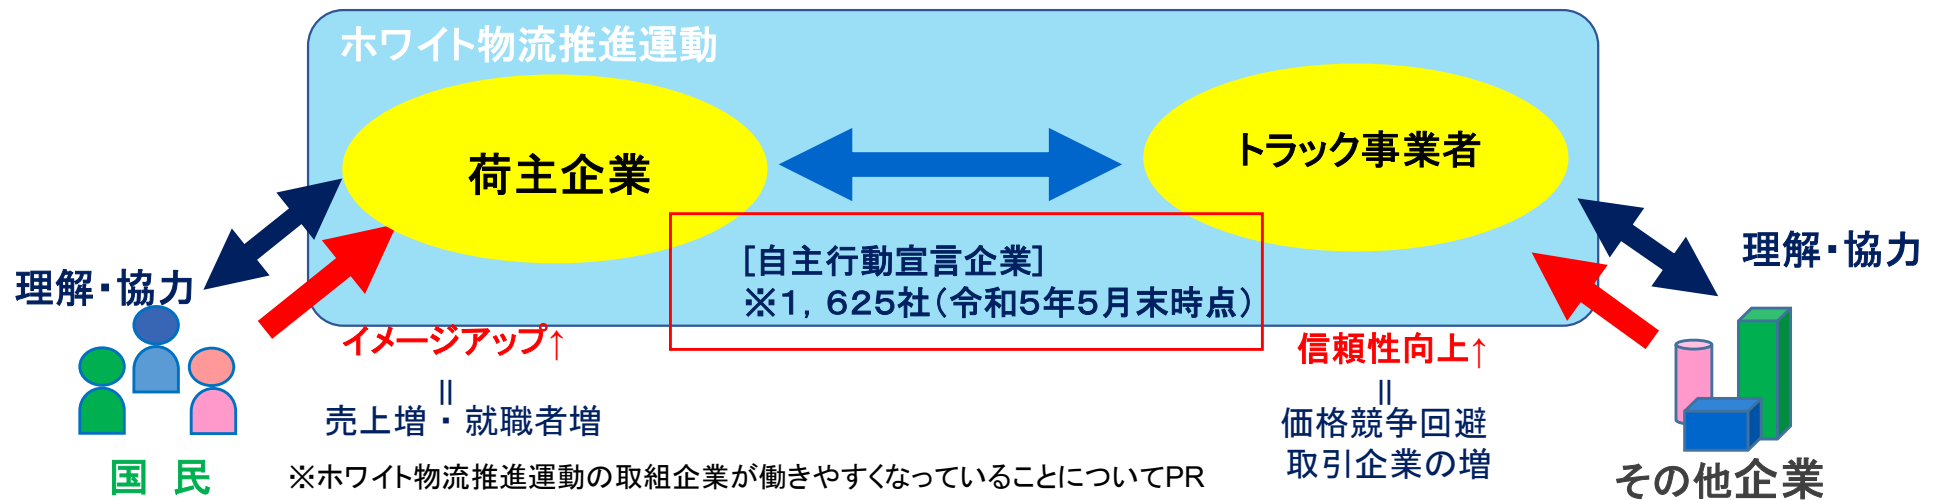 ホワイト物流推進運動
荷主企業
トラック事業者
[自主行動宣言企業]
※1，625社（令和5年5月末時点）
理解・協力
理解・協力
イメージアップ↑
＝
売上増・就職者増
信頼性向上↑
＝
価格競争回避
取引企業の増
国 民
※ホワイト物流推進運動の取組企業が働きやすくなっていることについてPR
その他企業